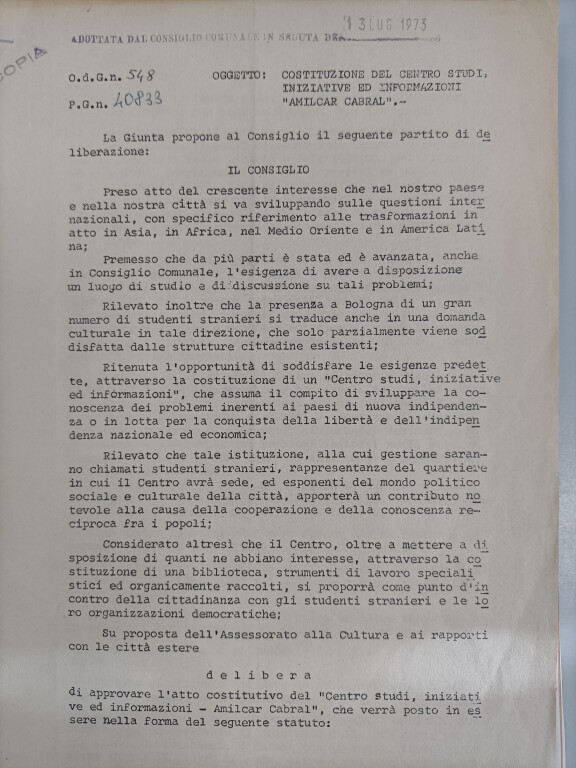 13 LUG 1973
ADOTTATA DAL CONSIGLIO COMUNALE IN SEDUTA DEL
COPIA
O.d.G.n. 548 OGGETTO: COSTITUZIONE DEL CENTRO STUDI,
INIZIATIVE ED INFORMAZIONI
P.G.n. 40833 "AMILCAR CABRAL".-
La Giunta propone al Consiglio il seguente partito di de
liberazione:
IL CONSIGLIO
Preso atto del crescente interesse che nel nostro paese
e nella nostra città si va sviluppando sulle questioni inter
nazionali, con specifico riferimento alle trasformazioni in
atto in Asia, in Africa, nel Medio Oriente e in America Lati
na;
Premesso che da più parti è stata ed è avanzata, anche
in Consiglio Comunale, l'esigenza di avere a disposizione
un luogo di studio e di discussione su tali problemi;
Rilevato inoltre che la presenza a Bologna di un gran
numero di studenti stranieri si traduce anche in una domanda
culturale in tale direzione, che solo parzialmente viene sod
disfatta dalle strutture cittadine esistenti;
Ritenuta l'opportunità di soddisfare le esigenze predet
te, attraverso la costituzione di un "Centro studi, iniziative
ed informazioni", che assuma il compito di sviluppare la co-
noscenza dei problemi inerenti ai paesi di nuova indipenden-
za o in lotta per la conquista della libertà e dell'indipen
denza nazionale ed economica;
Rilevato che tale istituzione, alla cui gestione saran-
no chiamati studenti stranieri, rappresentanze del quartiere
in cui il Centro avrà sede, ed esponenti del mondo politico
sociale e culturale della città, apporterà un contributo no
tevole alla causa della cooperazione e della conoscenza re-
ciproca fra i popoli;
Considerato altresì che il Centro, oltre a mettere a di
sposizione di quanti ne abbiano interesse, attraverso la co
stituzione di una biblioteca, strumenti di lavoro speciali
stici ed organicamente raccolti, si proporrà come punto d'in
contro della cittadinanza con gli studenti stranieri e le lo
ro organizzazioni democratiche;
Su proposta dell'Assessorato alla Cultura e ai rapporti
con le città estere
d e l i b e r a
di approvare l'atto costitutivo del "Centro studi, iniziati
ve ed informazioni - Amilcar Cabral", che verrà posto in es
sere nella forma del seguente statuto: